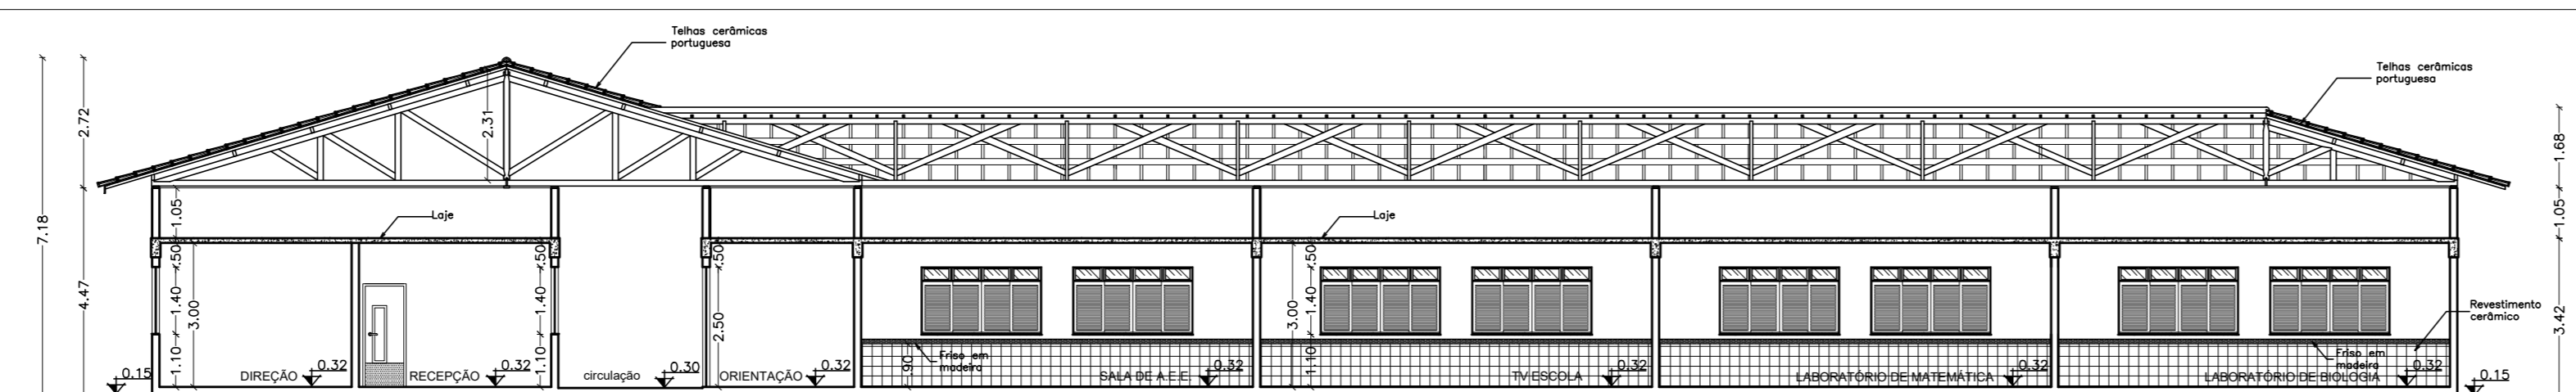 Telhas cerâmicas
portuguesa
Telhas cerâmicas
portuguesa
7.18
2.72
4.47
2.31
1.68
1.05
3.42
1.05
.50
1.40
1.10
3.00
Laje
.50
1.40
1.10
.50
2.50
Laje
3.00
.50
1.40
1.10
.90
Friso em
madeira
Revestimento
cerâmico
Friso em
madeira
0.15
DIREÇÃO
0.32
RECEPÇÃO
0.32
circulação
0.30
ORIENTAÇÃO
0.32
SALA DE A.E.E.
0.32
TV ESCOLA
0.32
LABORATÓRIO DE MATEMÁTICA
0.32
LABORATÓRIO DE BIOLOGIA
0.32
0.15